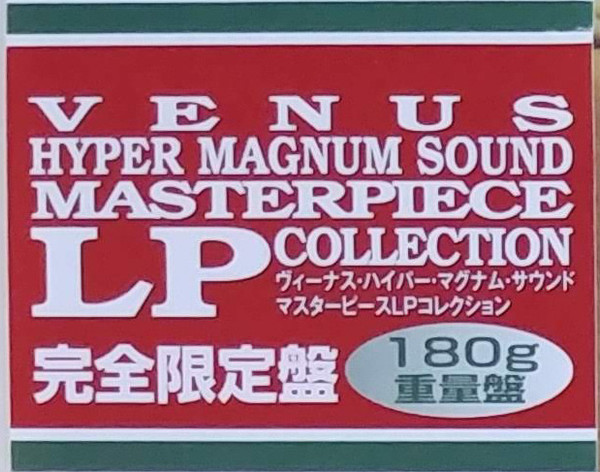 VENUS
HYPER MAGNUM SOUND
MASTERPIECE
LP COLLECTION
ヴィーナス・ハイパー・マグナム・サウンド
マスターピースLPコレクション
完全限定盤
180g
重量盤